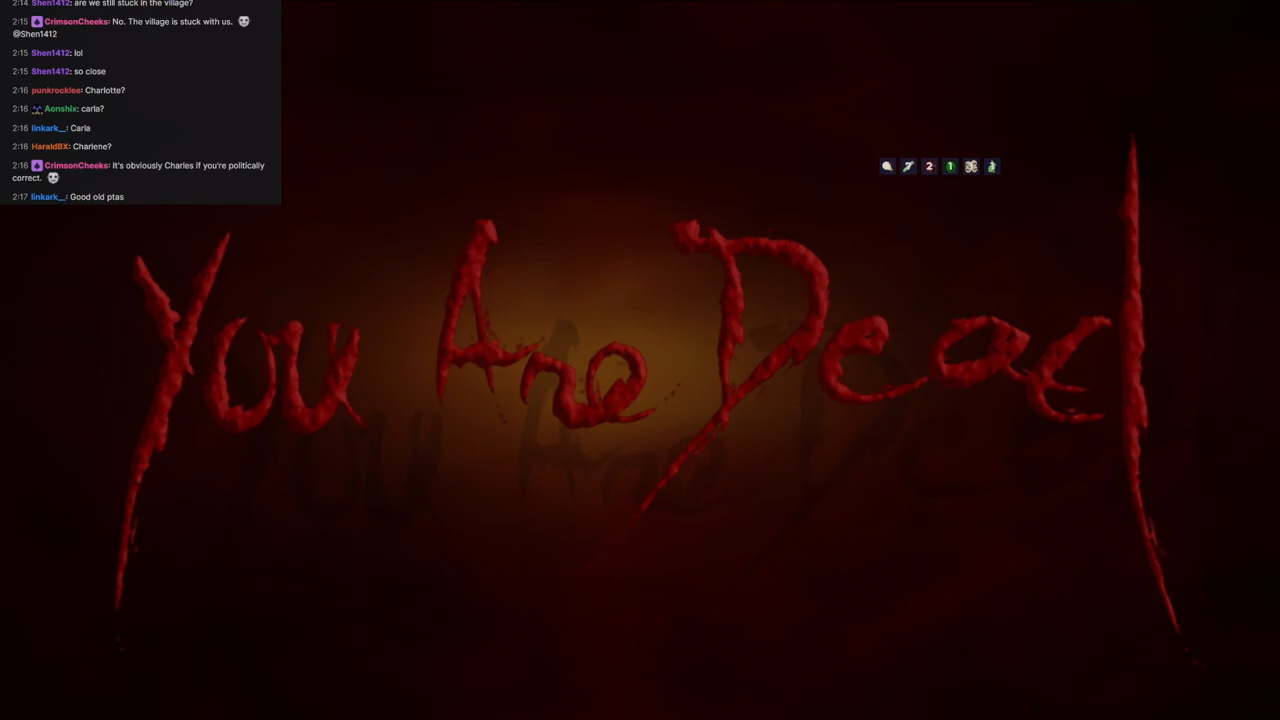 2:14 Shen1412: are we still stuck in the village?
2:15 CrimsonCheeks: No. The village is stuck with us.
@Shen1412
2:15 Shen1412: lol
2:15 Shen1412: so close
2:16 punkrocklee: Charlotte?
2:16 Aonshix: carla?
2:16 linkark__: Carla
2:16 HaraldBX: Charlene?
2:16 CrimsonCheeks: It's obviously Charles if you're politically
correct.
2:17 linkark__: Good old ptas
2 1
You Are Dead